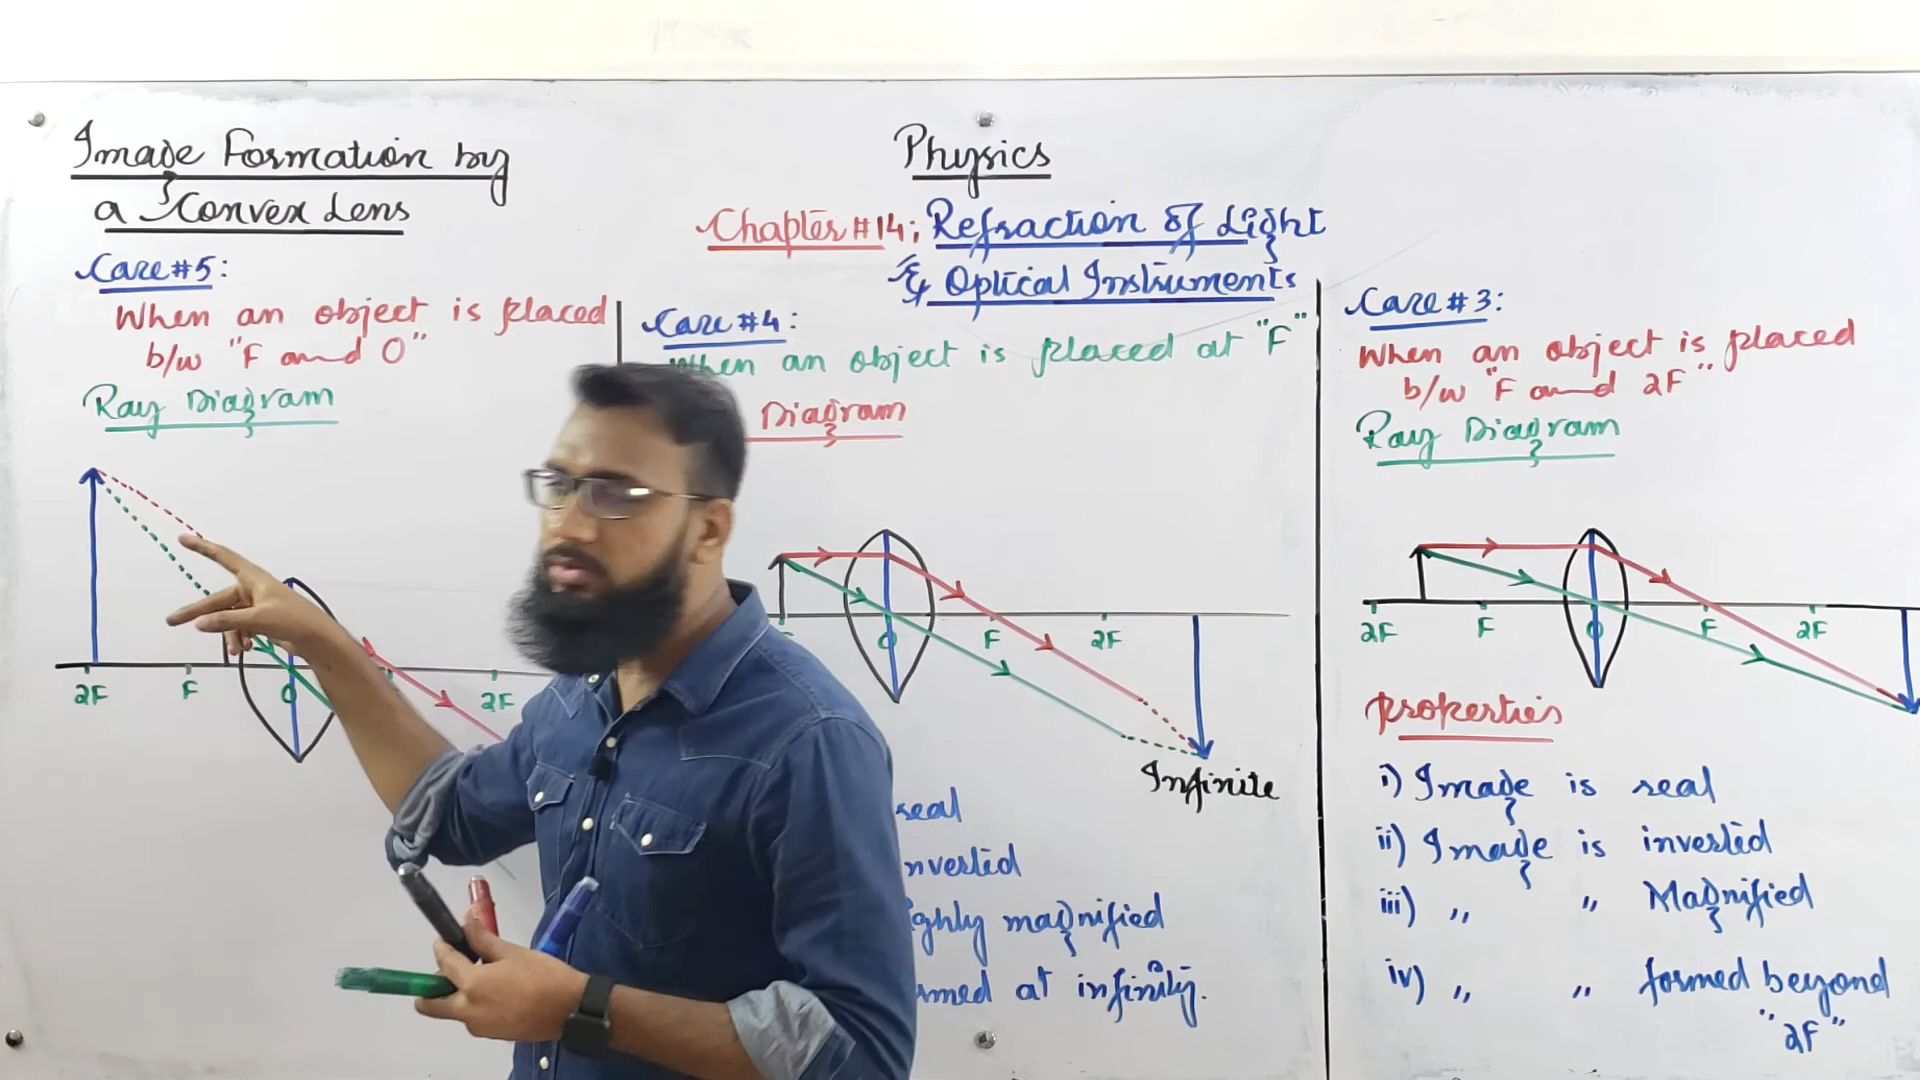 Image Formation by
a Convex Lens
Case#5:
When an object is placed
b/w "F and O"
Ray Diagram
2F F O 2F
Physics
Chapter#14: Refraction of Light
& Optical Instruments
Case#4:
When an object is placed at "F"
Diagram
O F 2F
Infinite
real
nverted
ghly magnified
rmed at infinity.
Case#3:
When an object is placed
b/w "F and 2F"
Ray Diagram
2F F O F 2F
Properties
i) Image is real
ii) Image is inverted
iii) ,, ,, Magnified
iv) ,, ,, formed beyond
"2F"